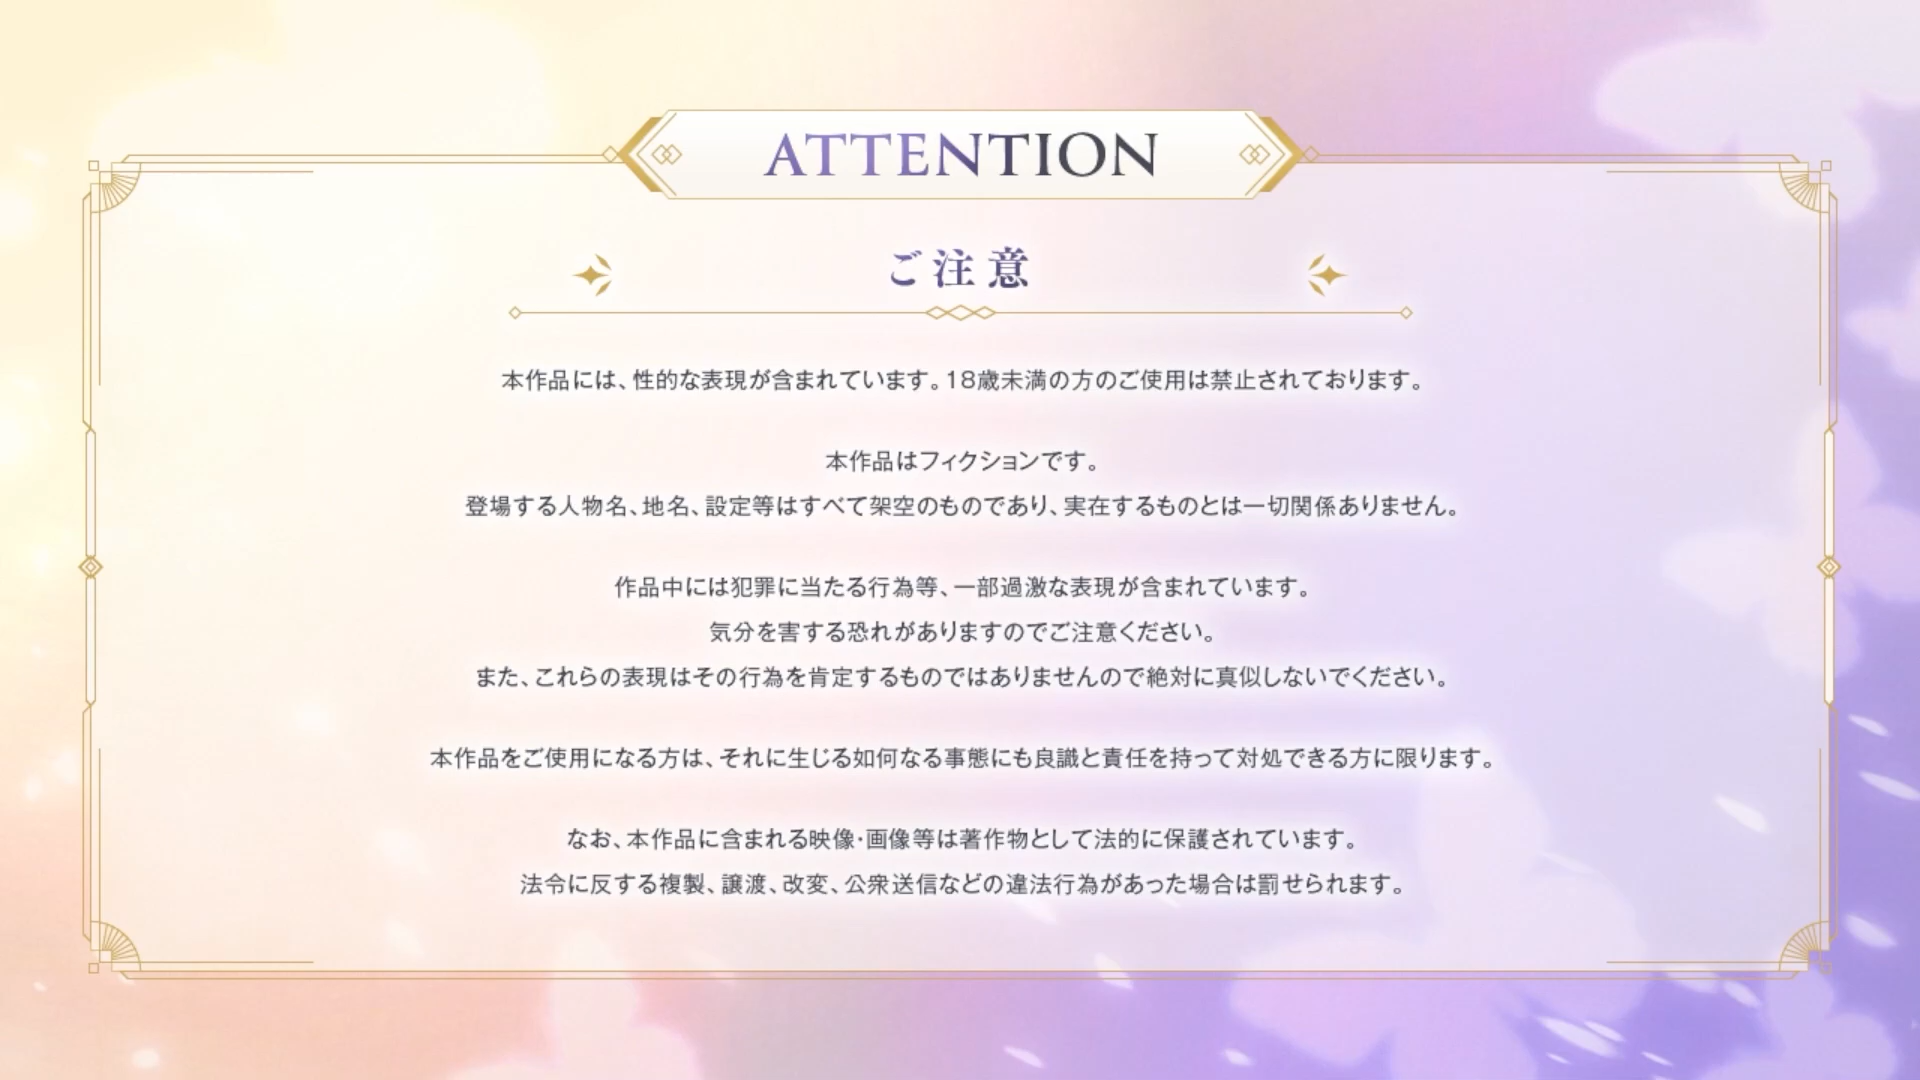 ATTENTION
ご注意
本作品には、性的な表現が含まれています。18歳未満の方のご使用は禁止されております。
本作品はフィクションです。
登場する人物名、地名、設定等はすべて架空のものであり、実在するものとは一切関係ありません。
作品中には犯罪に当たる行為等、一部過激な表現が含まれています。
気分を害する恐れがありますのでご注意ください。
また、これらの表現はその行為を肯定するものではありませんので絶対に真似しないでください。
本作品をご使用になる方は、それに生じる如何なる事態にも良識と責任を持って対処できる方に限ります。
なお、本作品に含まれる映像・画像等は著作物として法的に保護されています。
法令に反する複製、譲渡、改変、公衆送信などの違法行為があった場合は罰せられます。